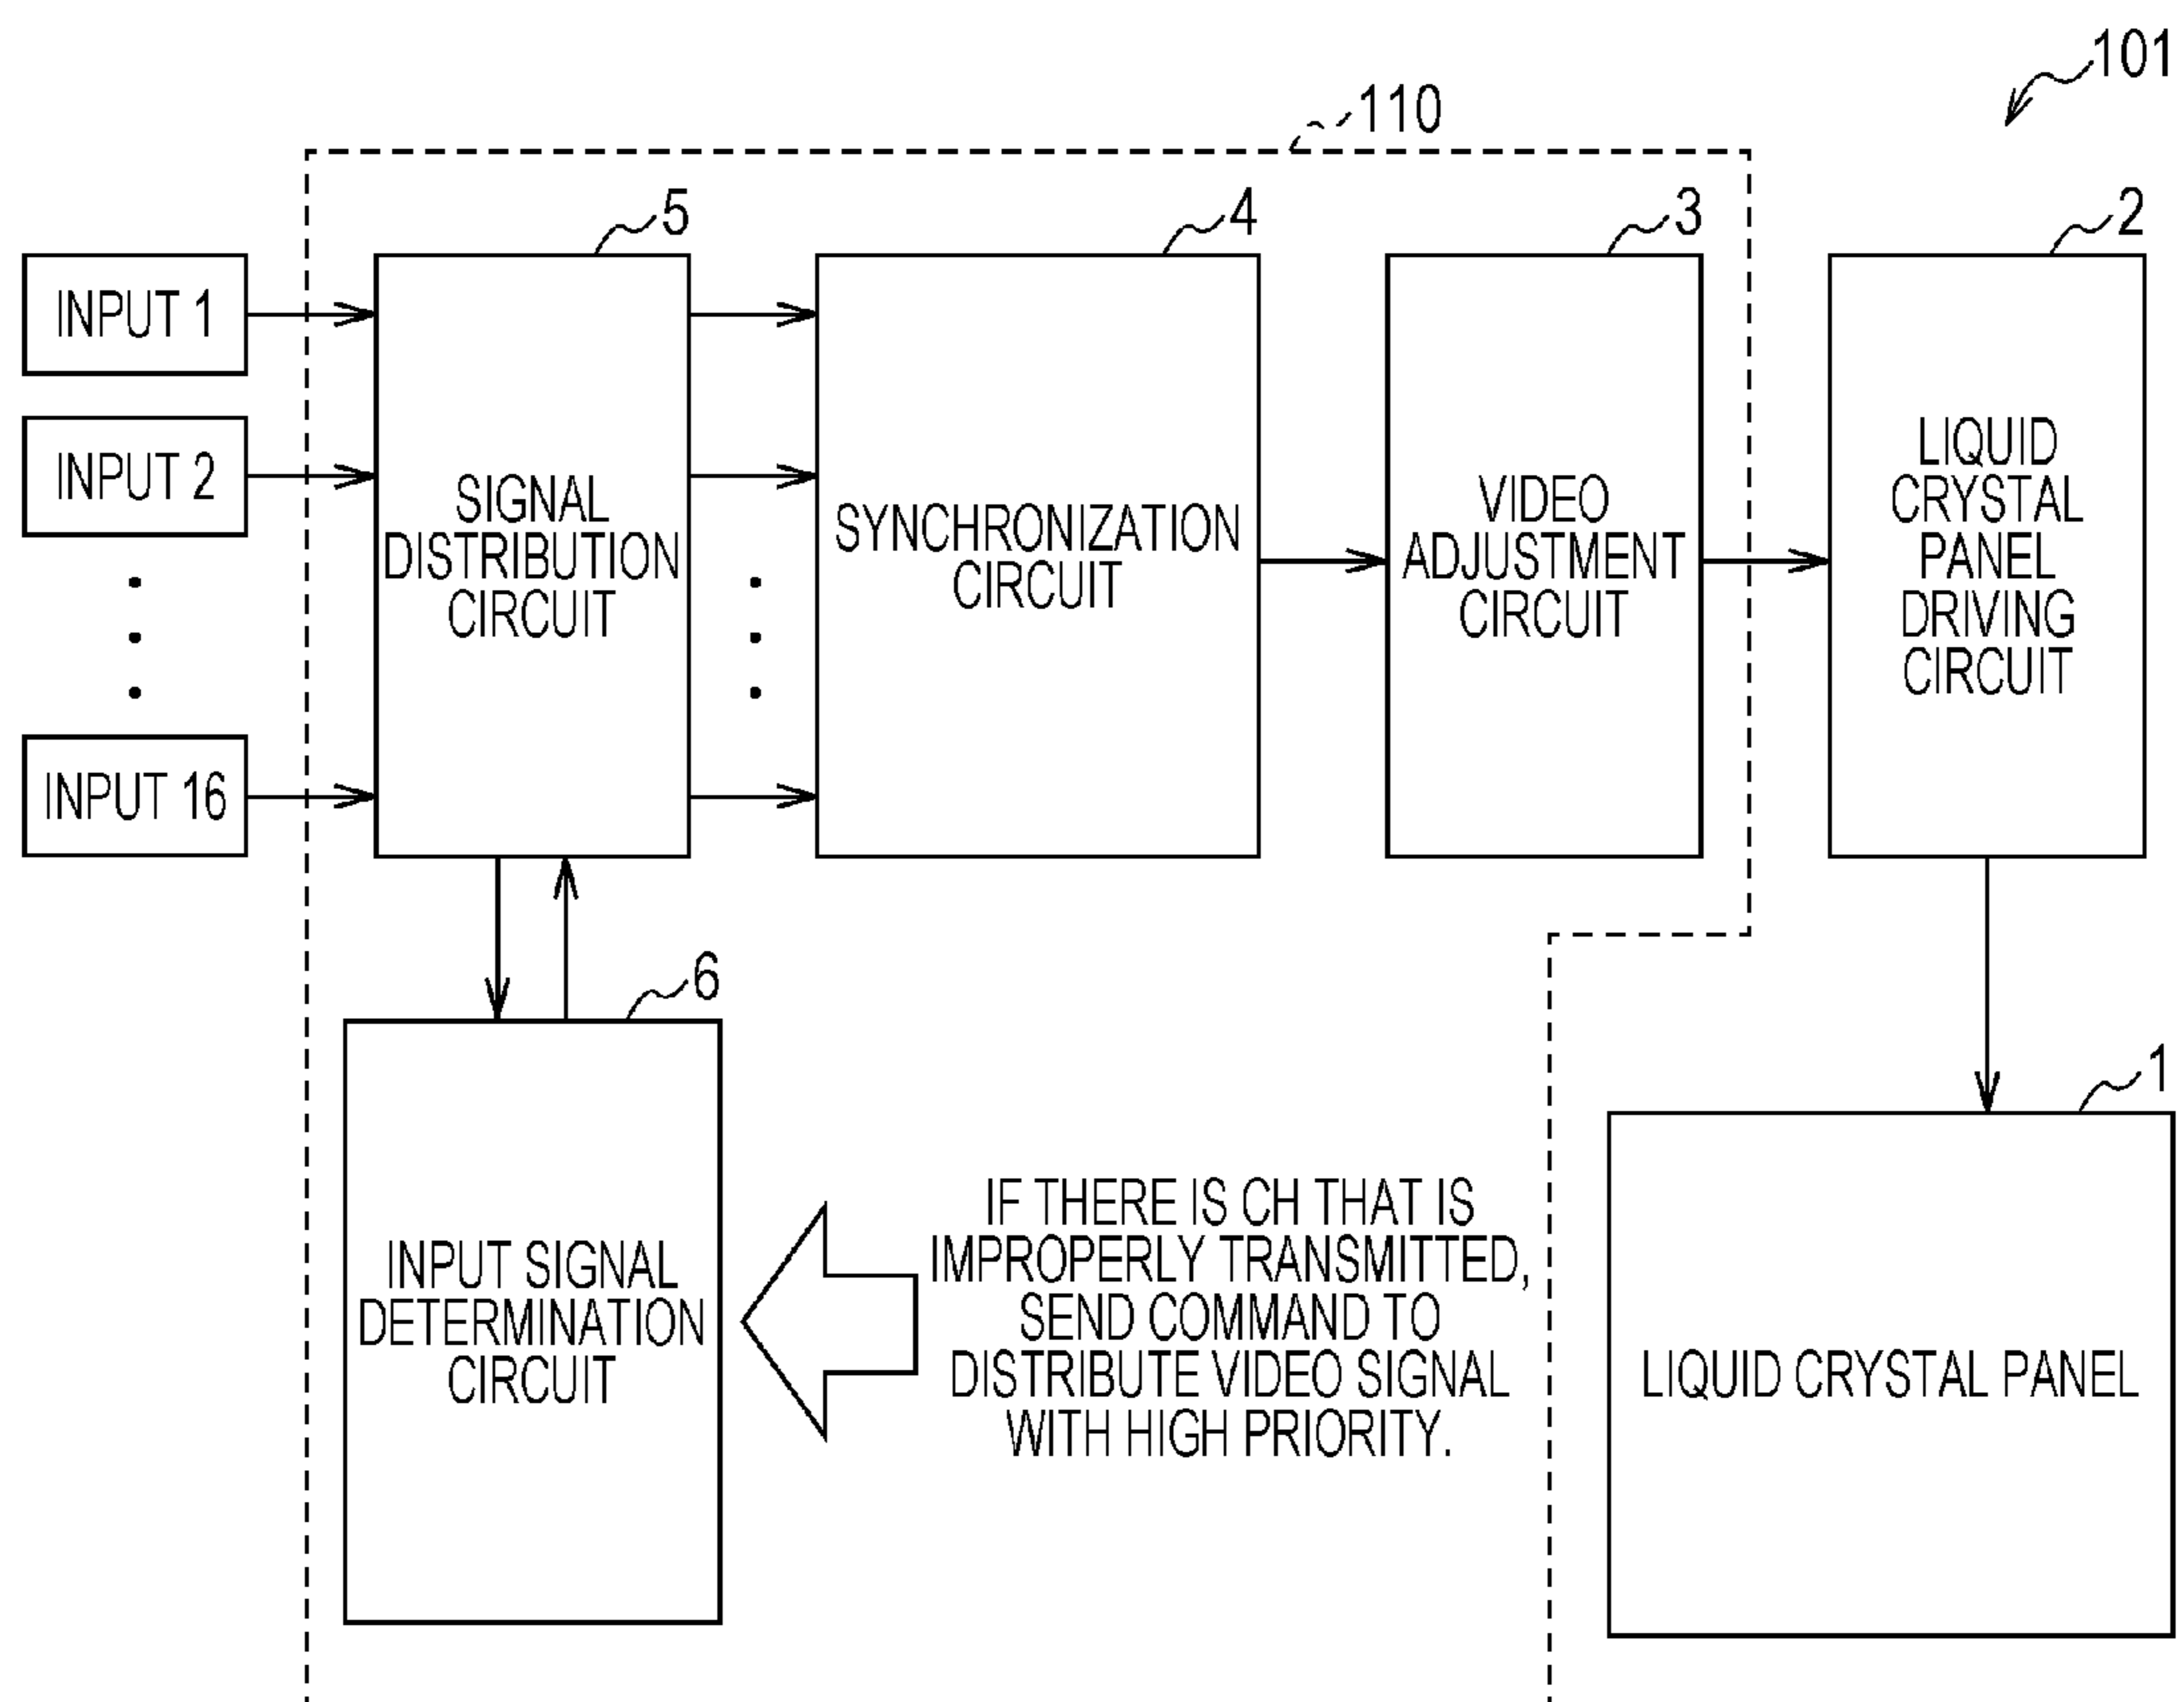 101
110
5
4
3
2
INPUT 1
INPUT 2
INPUT 16
SIGNAL
DISTRIBUTION
CIRCUIT
SYNCHRONIZATION
CIRCUIT
VIDEO
ADJUSTMENT
CIRCUIT
LIQUID
CRYSTAL
PANEL
DRIVING
CIRCUIT
6
INPUT SIGNAL
DETERMINATION
CIRCUIT
IF THERE IS CH THAT IS
IMPROPERLY TRANSMITTED,
SEND COMMAND TO
DISTRIBUTE VIDEO SIGNAL
WITH HIGH PRIORITY.
1
LIQUID CRYSTAL PANEL